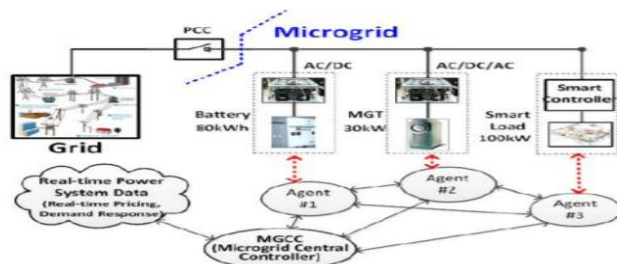 PCC
Microgrid
AC/DC
AC/DC/AC
Battery
80kWh
MGT
30kW
Smart
Controller
Smart
Load
100kW
Grid
Real-time Power
System Data
(Real-time Pricing,
Demand Response)
Agent
#1
Agent
#2
Agent
#3
MGCC
(Microgrid Central
Controller)